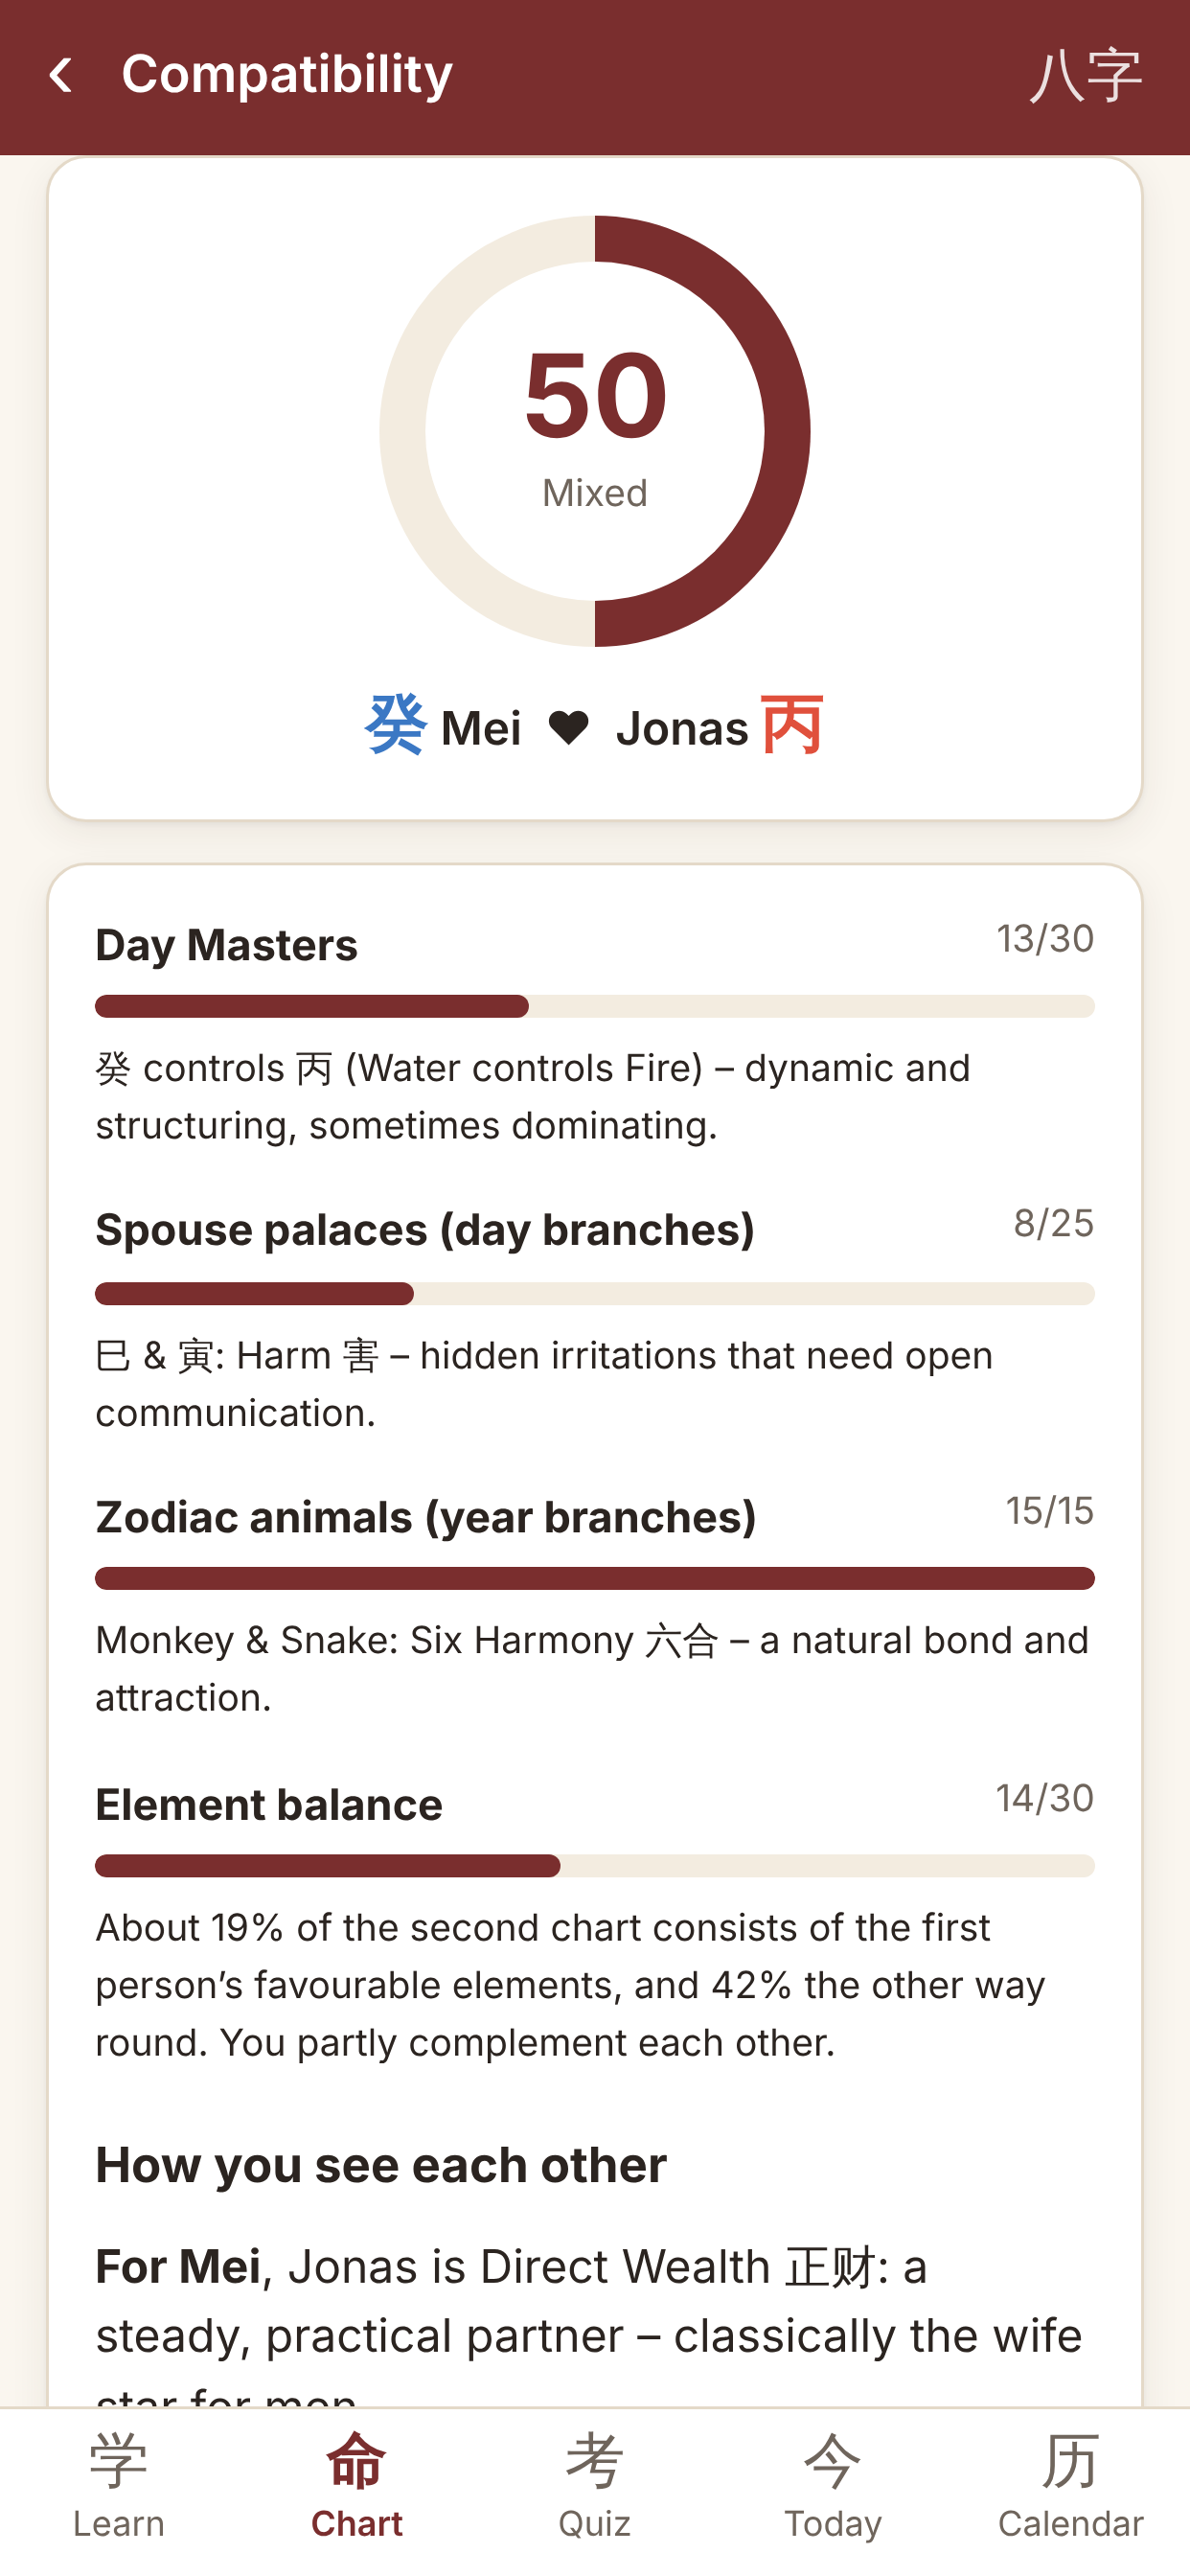 Compatibility 八字
50
Mixed
癸 Mei ♥ Jonas 丙
Day Masters 13/30
癸 controls 丙 (Water controls Fire) – dynamic and
structuring, sometimes dominating.
Spouse palaces (day branches) 8/25
巳 & 寅: Harm 害 – hidden irritations that need open
communication.
Zodiac animals (year branches) 15/15
Monkey & Snake: Six Harmony 六合 – a natural bond and
attraction.
Element balance 14/30
About 19% of the second chart consists of the first
person’s favourable elements, and 42% the other way
round. You partly complement each other.
How you see each other
For Mei, Jonas is Direct Wealth 正财: a
steady, practical partner – classically the wife
star for men
学 命 考 今 历
Learn Chart Quiz Today Calendar